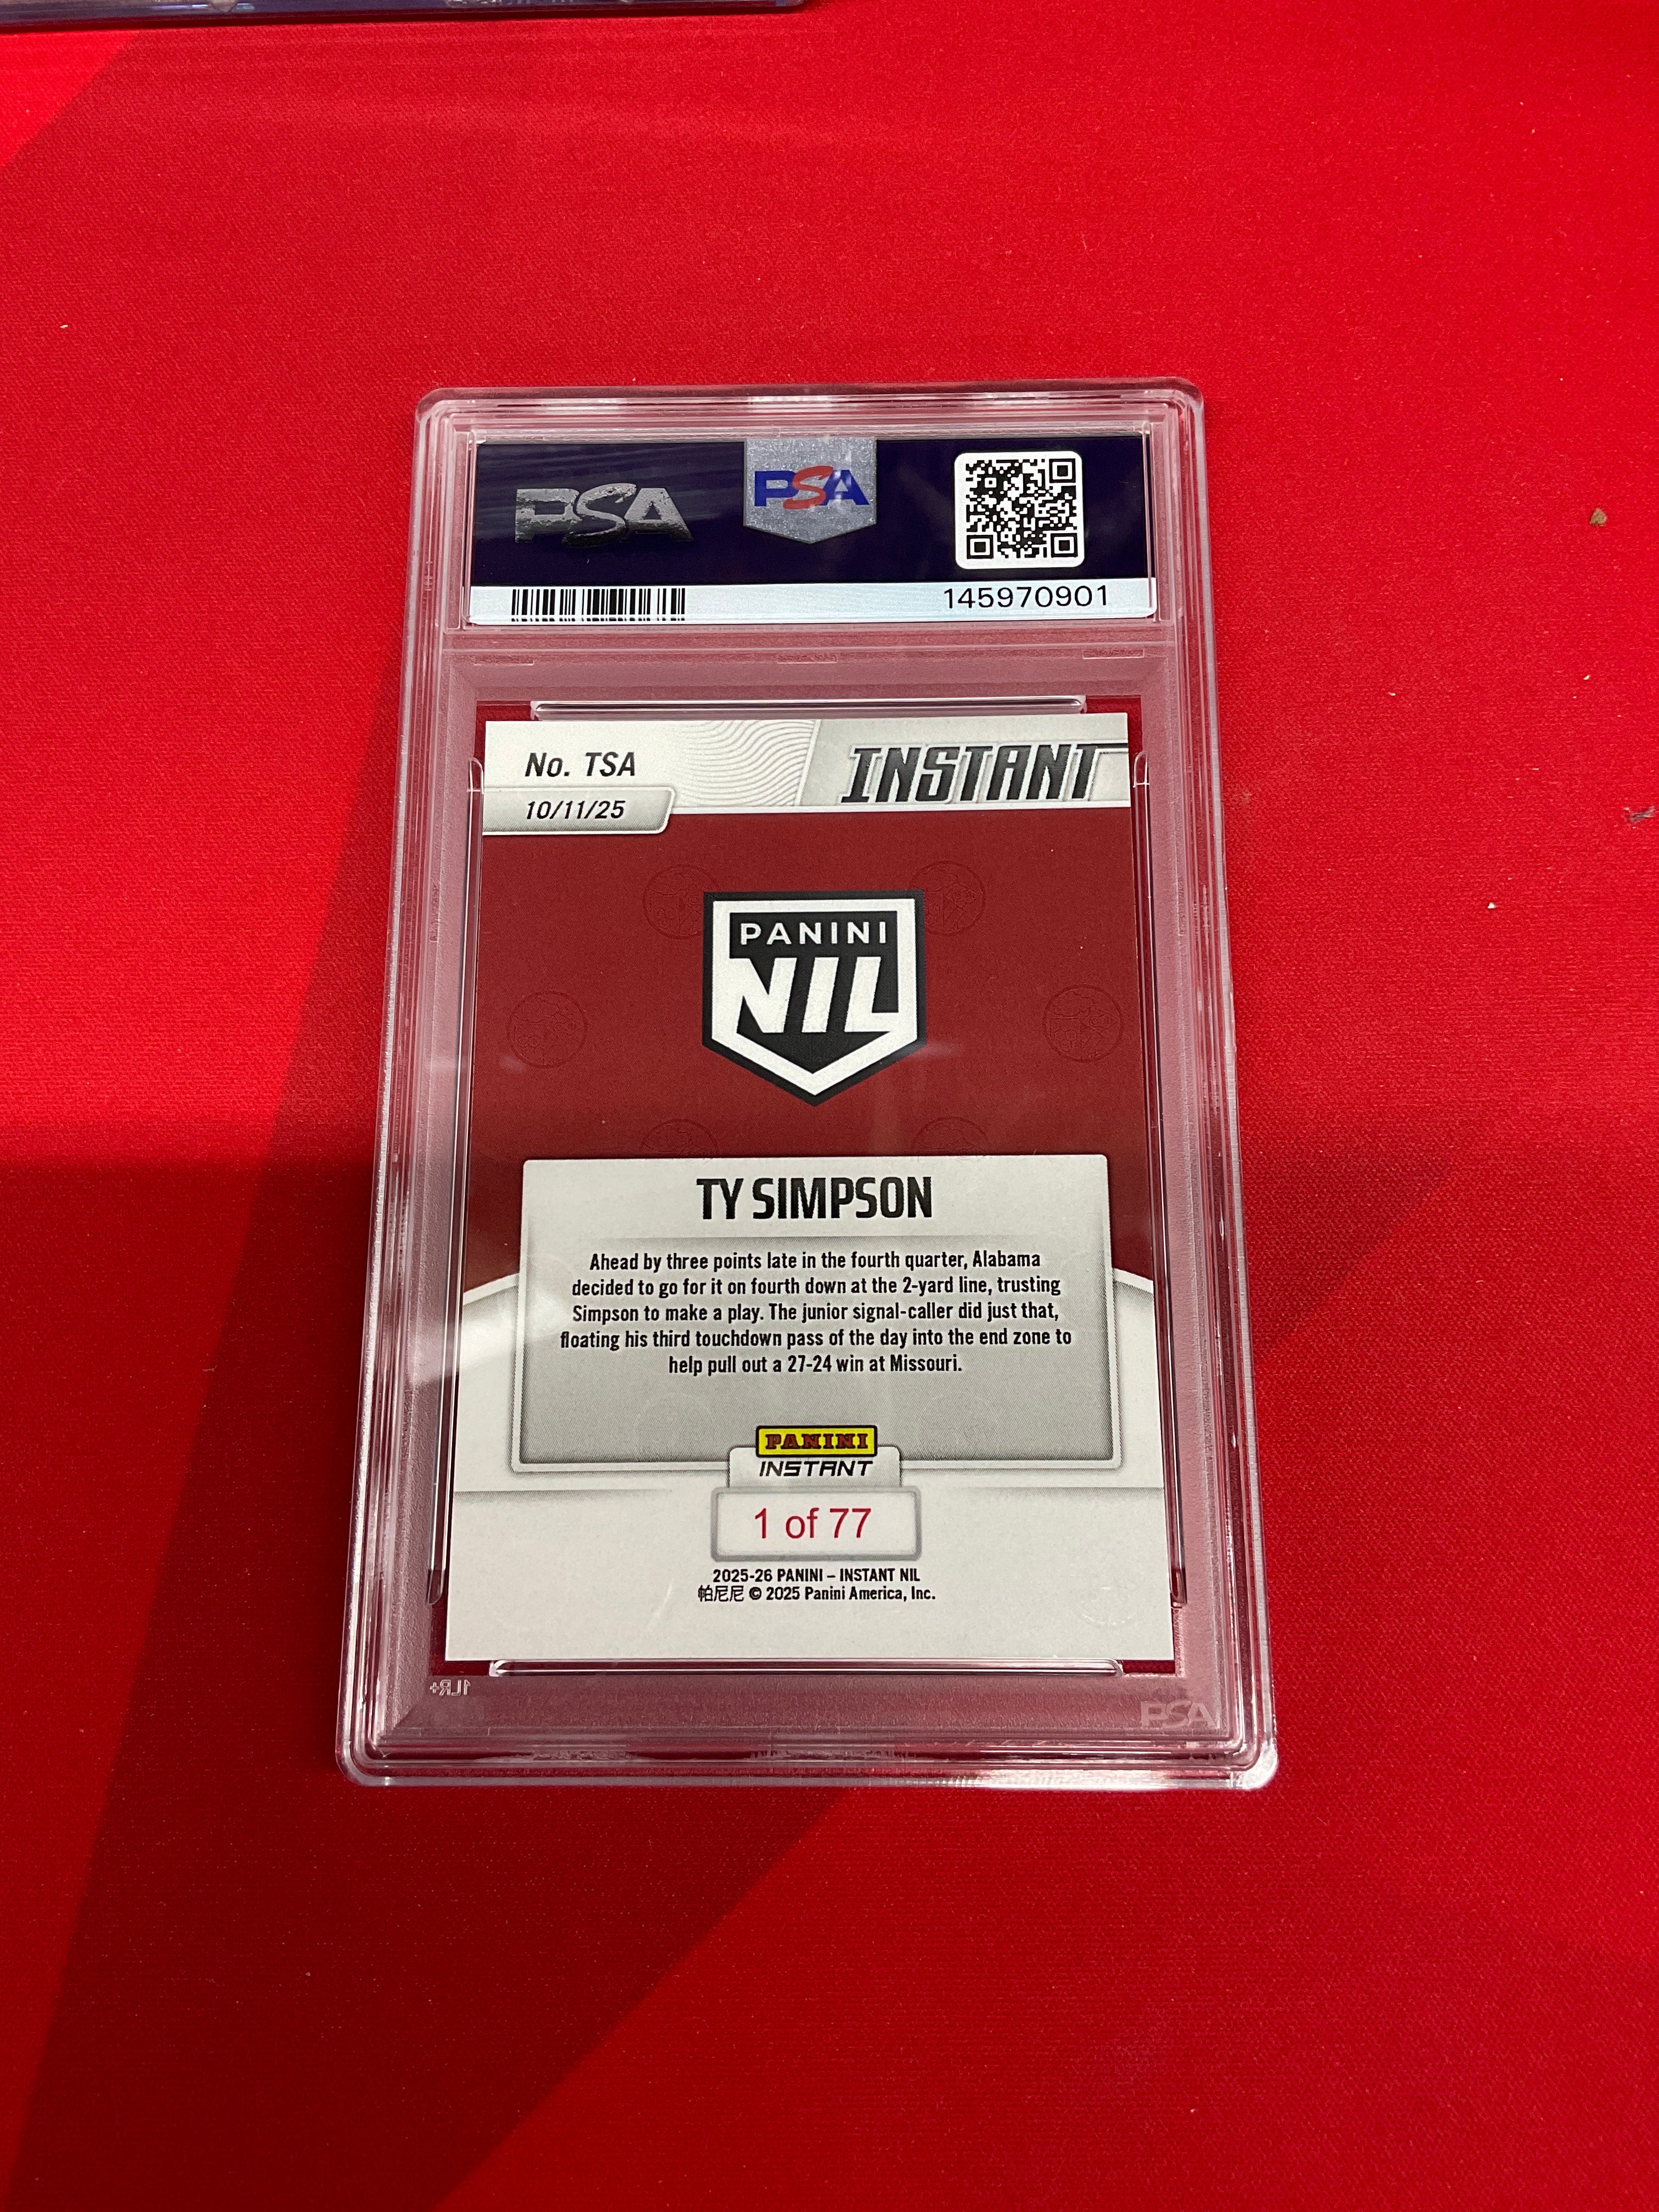 PSA
PSA
145970901
No. TSA
INSTANT
10/11/25
PANINI
NIL
TY SIMPSON
Ahead by three points late in the fourth quarter, Alabama
decided to go for it on fourth down at the 2-yard line, trusting
Simpson to make a play. The junior signal-caller did just that,
floating his third touchdown pass of the day into the end zone to
help pull out a 27-24 win at Missouri.
PANINI
INSTANT
1 of 77
2025-26 PANINI – INSTANT NIL
帕尼尼 © 2025 Panini America, Inc.
1LR+
PSA